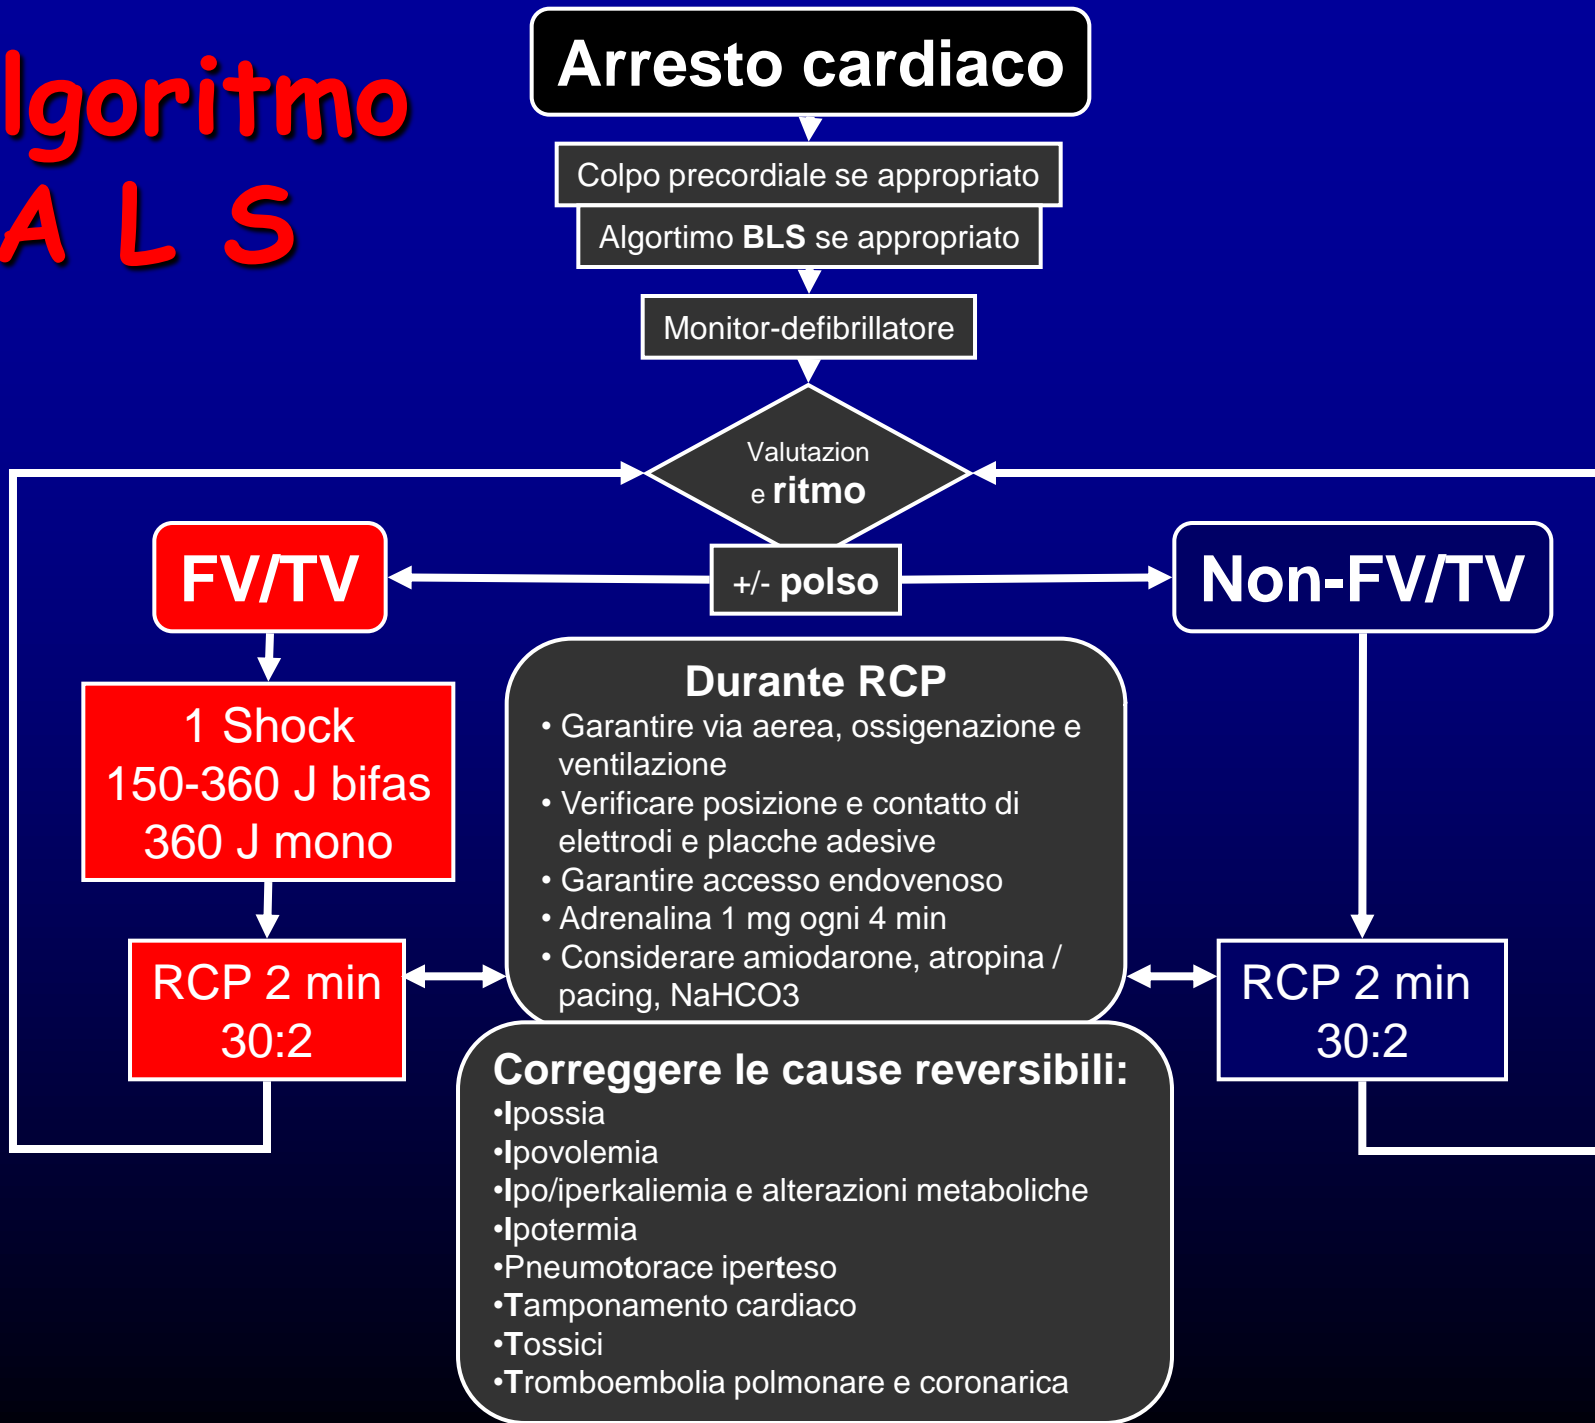 lgoritmo
A L S
Arresto cardiaco
Colpo precordiale se appropriato
Algortimo BLS se appropriato
Monitor-defibrillatore
Valutazion
e ritmo
+/- polso
FV/TV
Non-FV/TV
1 Shock
150-360 J bifas
360 J mono
RCP 2 min
30:2
Durante RCP
• Garantire via aerea, ossigenazione e
ventilazione
• Verificare posizione e contatto di
elettrodi e placche adesive
• Garantire accesso endovenoso
• Adrenalina 1 mg ogni 4 min
• Considerare amiodarone, atropina /
pacing, NaHCO3
RCP 2 min
30:2
Correggere le cause reversibili:
•Ipossia
•Ipovolemia
•Ipo/iperkaliemia e alterazioni metaboliche
•Ipotermia
•Pneumotorace iperteso
•Tamponamento cardiaco
•Tossici
•Tromboembolia polmonare e coronarica